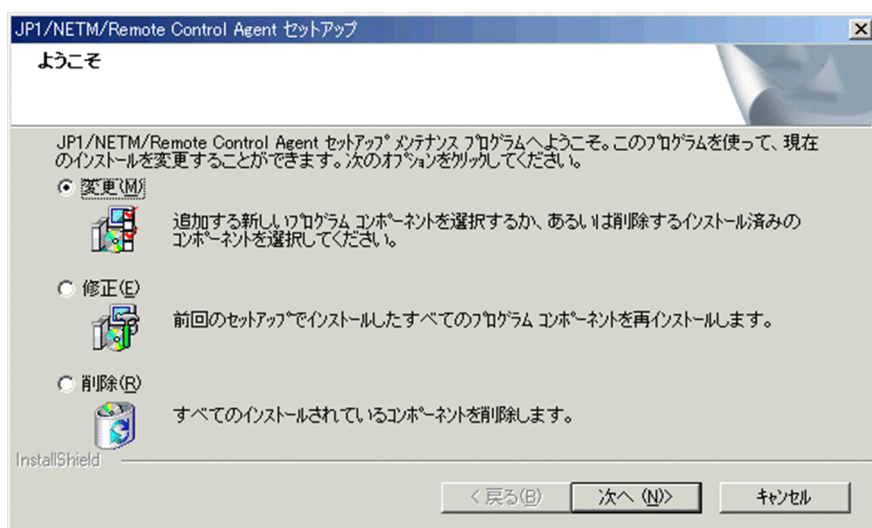 JP1/NETM/Remote Control Agent セットアップ
ようこそ
JP1/NETM/Remote Control Agent セットアップ メンテナンス プログラムへようこそ。このプログラムを使って、現在
のインストールを変更することができます。次のオプションをクリックしてください。
変更(M)
追加する新しいプログラム コンポーネントを選択するか、あるいは削除するインストール済みの
コンポーネントを選択してください。
修正(E)
前回のセットアップでインストールしたすべてのプログラム コンポーネントを再インストールします。
削除(R)
すべてのインストールされているコンポーネントを削除します。
InstallShield
< 戻る(B) 次へ (N)> キャンセル